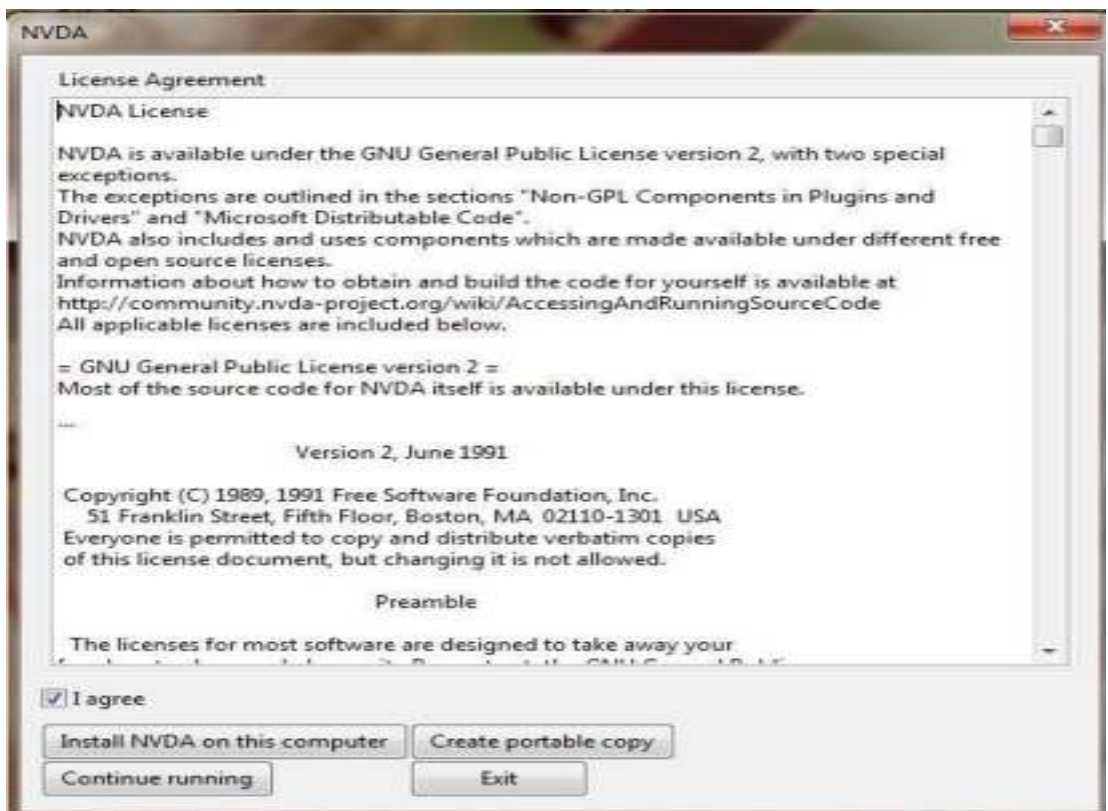 NVDA
License Agreement
NVDA License
NVDA is available under the GNU General Public License version 2, with two special
exceptions.
The exceptions are outlined in the sections "Non-GPL Components in Plugins and
Drivers" and "Microsoft Distributable Code".
NVDA also includes and uses components which are made available under different free
and open source licenses.
Information about how to obtain and build the code for yourself is available at
http://community.nvda-project.org/wiki/AccessingAndRunningSourceCode
All applicable licenses are included below.
= GNU General Public License version 2 =
Most of the source code for NVDA itself is available under this license.
...
Version 2, June 1991
Copyright (C) 1989, 1991 Free Software Foundation, Inc.
51 Franklin Street, Fifth Floor, Boston, MA 02110-1301 USA
Everyone is permitted to copy and distribute verbatim copies
of this license document, but changing it is not allowed.
Preamble
The licenses for most software are designed to take away your
I agree
Install NVDA on this computer
Create portable copy
Continue running
Exit